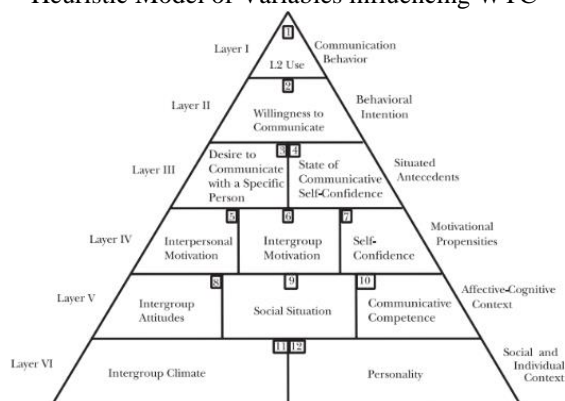 Heuristic Model of Variables Influencing WTC
1
Layer I
Communication
Behavior
L2 Use
2
Layer II
Behavioral
Intention
Willingness to
Communicate
3 4
Layer III
Desire to
Communicate
with a Specific
Person
State of
Communicative
Self-Confidence
Situated
Antecedents
5 6 7
Layer IV
Interpersonal
Motivation
Intergroup
Motivation
Self-
Confidence
Motivational
Propensities
8 9 10
Layer V
Intergroup
Attitudes
Social Situation
Communicative
Competence
Affective-Cognitive
Context
11 12
Layer VI
Intergroup Climate
Personality
Social and
Individual
Context